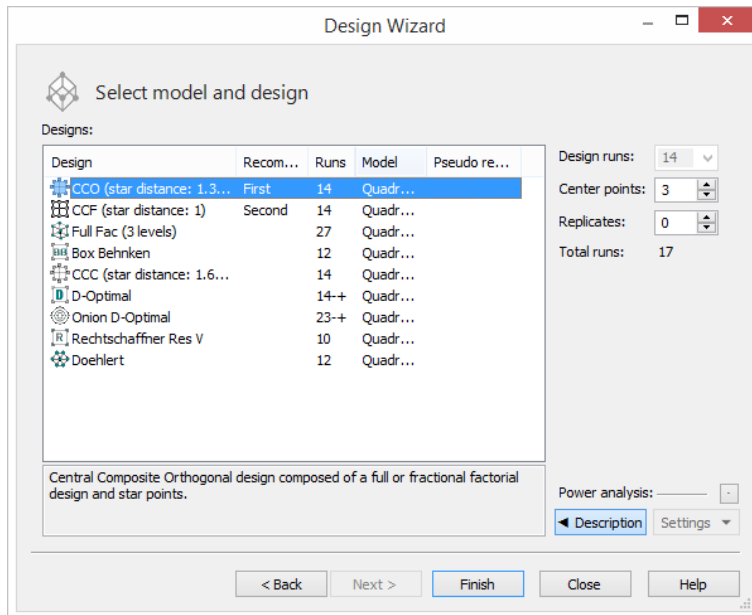 Design Wizard
Select model and design
Designs:
Design Recom... Runs Model Pseudo re...
CCO (star distance: 1.3... First 14 Quadr...
CCF (star distance: 1) Second 14 Quadr...
Full Fac (3 levels) 27 Quadr...
BB Box Behnken 12 Quadr...
CCC (star distance: 1.6... 14 Quadr...
D D-Optimal 14-+ Quadr...
Onion D-Optimal 23-+ Quadr...
R Rechtschaffner Res V 10 Quadr...
Doehlert 12 Quadr...
Design runs: 14
Center points: 3
Replicates: 0
Total runs: 17
Central Composite Orthogonal design composed of a full or fractional factorial
design and star points.
Power analysis: -
Description Settings
< Back Next > Finish Close Help